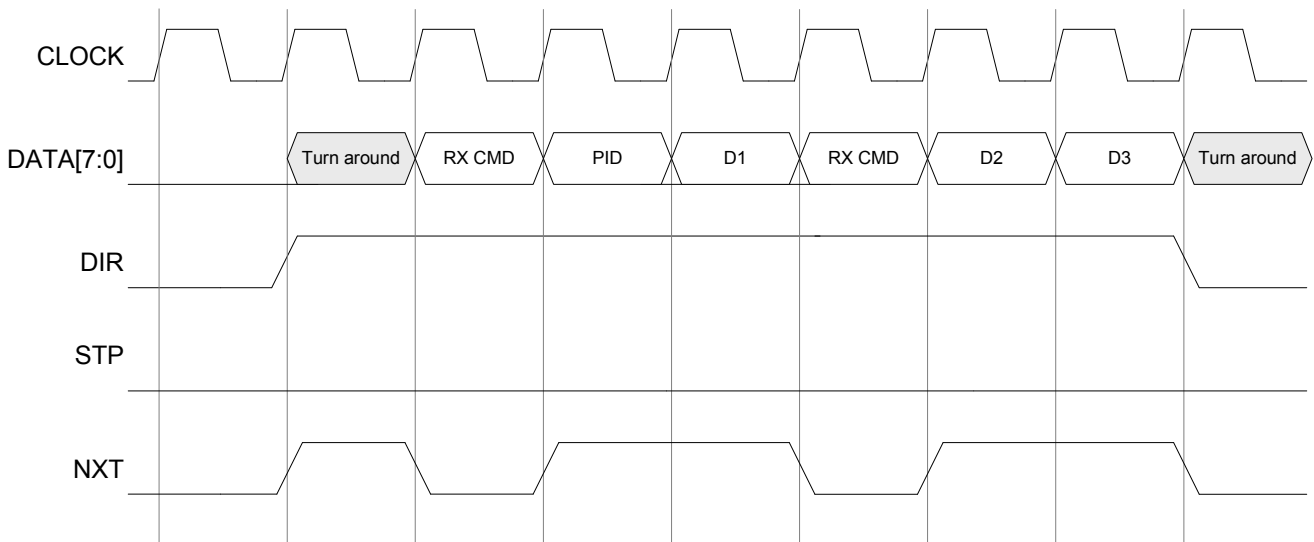 CLOCK
DATA[7:0]
Turn around RX CMD PID D1 RX CMD D2 D3 Turn around
DIR
STP
NXT